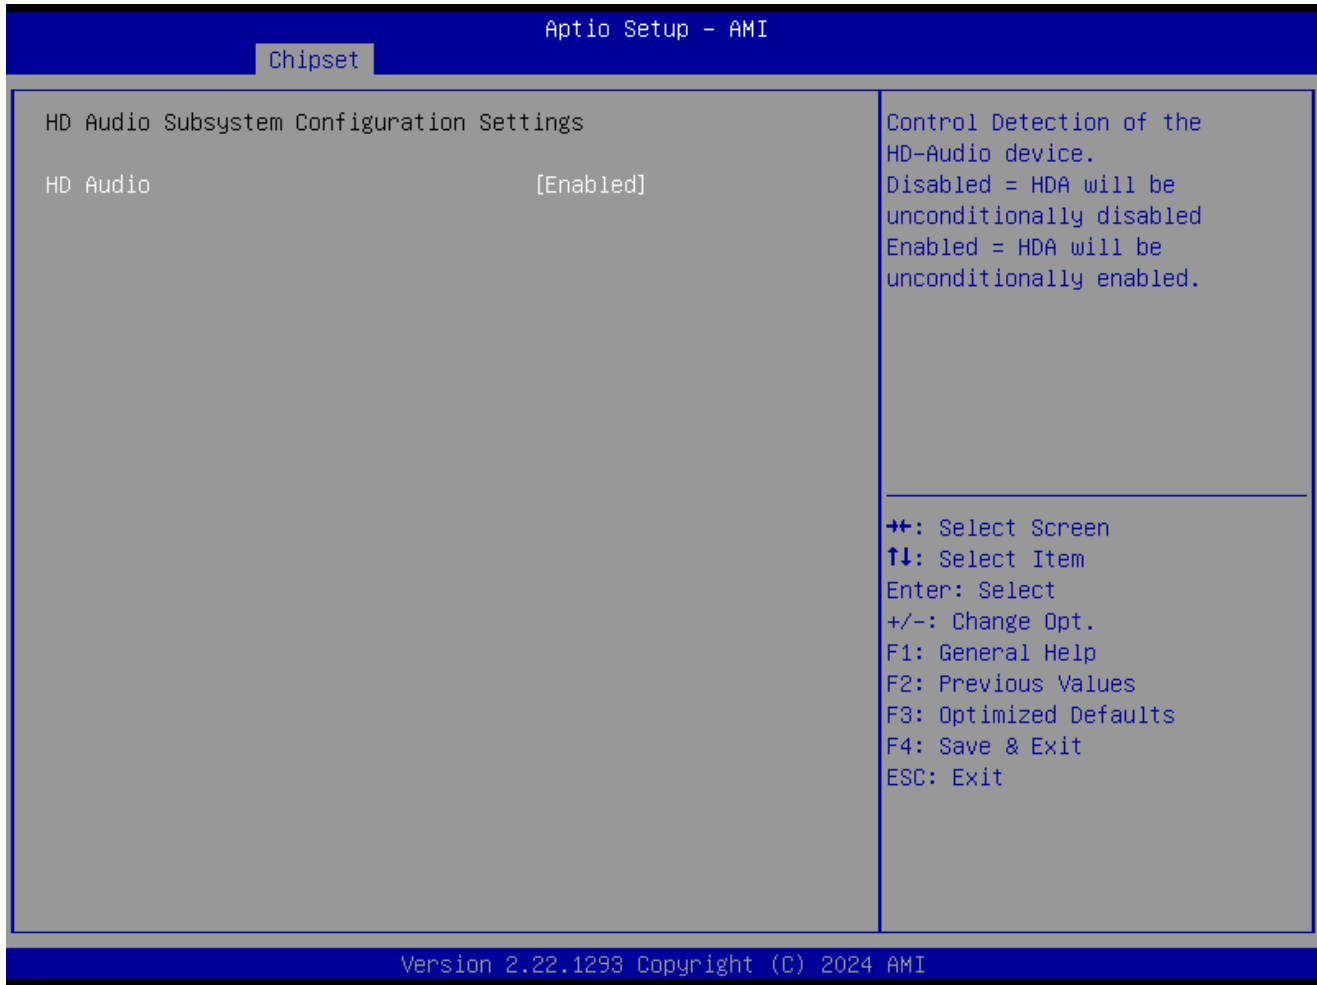 Aptio Setup – AMI
Chipset
HD Audio Subsystem Configuration Settings
HD Audio [Enabled]
Control Detection of the
HD-Audio device.
Disabled = HDA will be
unconditionally disabled
Enabled = HDA will be
unconditionally enabled.
→←: Select Screen
↑↓: Select Item
Enter: Select
+/-: Change Opt.
F1: General Help
F2: Previous Values
F3: Optimized Defaults
F4: Save & Exit
ESC: Exit
Version 2.22.1293 Copyright (C) 2024 AMI